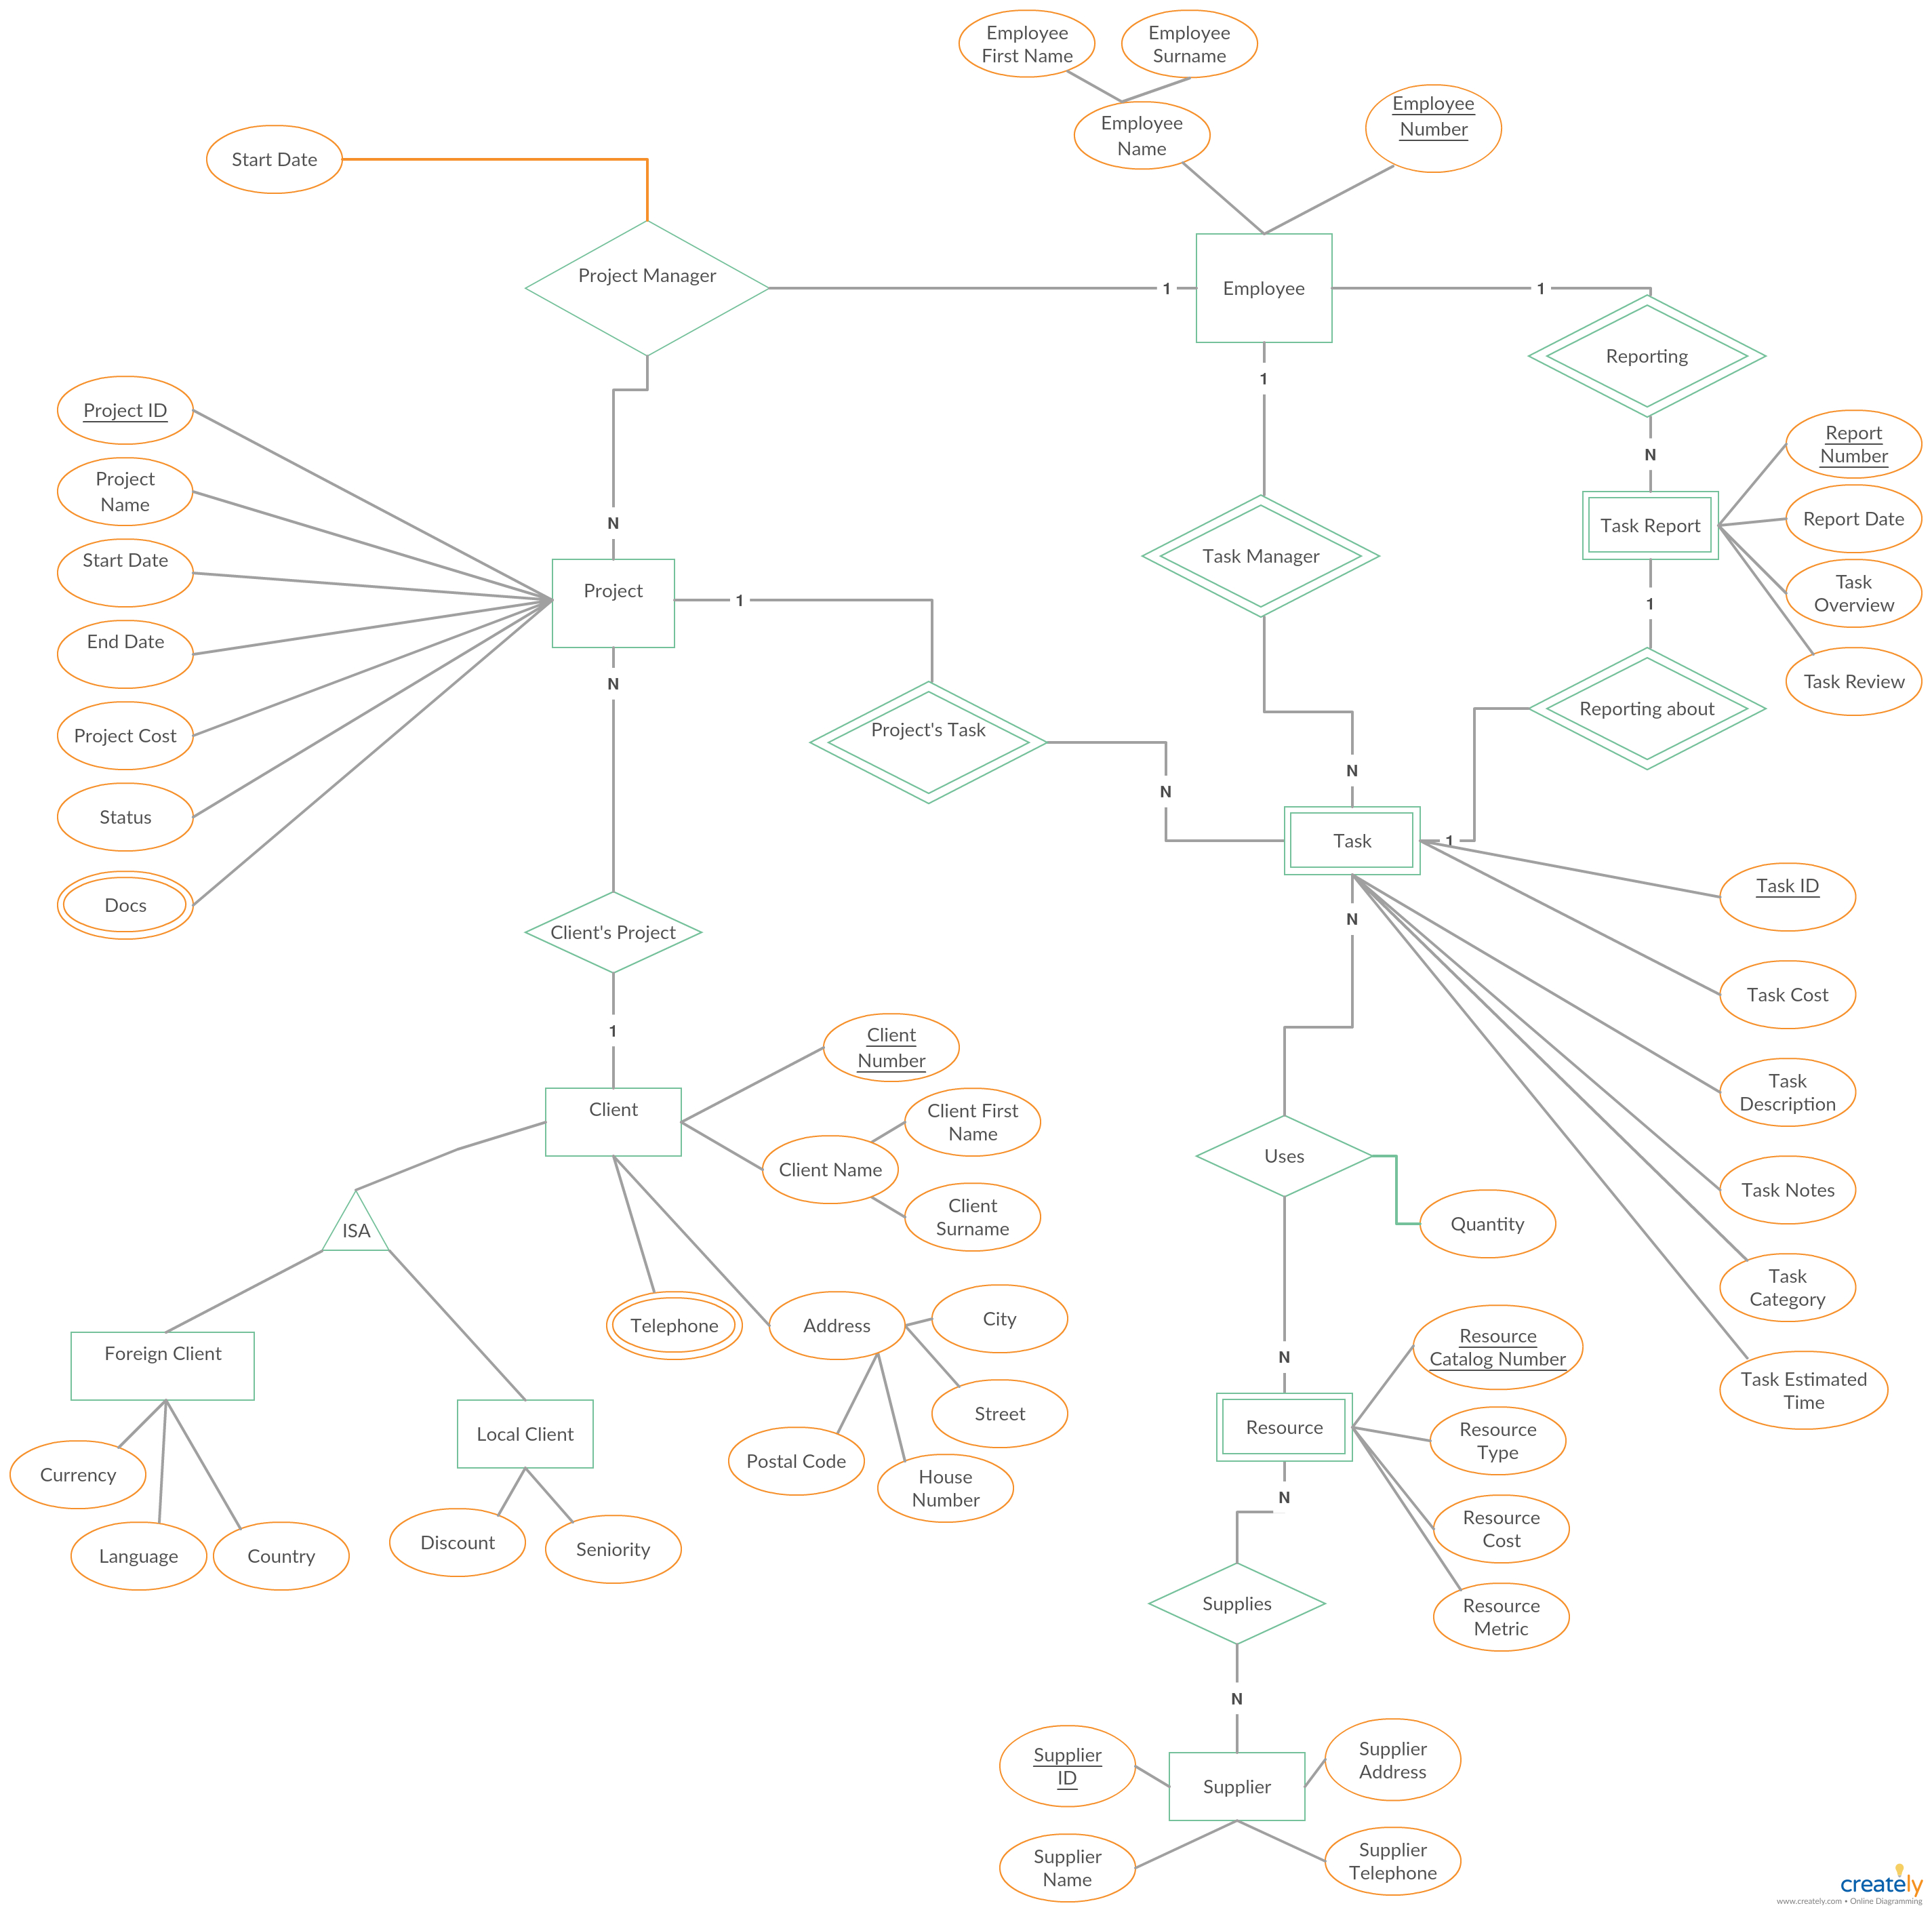 Employee
First Name
Employee
Surname
Employee
Number
Employee
Name
Start Date
Project Manager
1
Employee
1
Reporting
1
Project ID
Report
Number
N
Project
Name
Report Date
N
Task Report
Task Manager
Start Date
Task
Overview
Project
1
1
End Date
N
Task Review
Reporting about
Project's Task
Project Cost
N
N
Status
Task
1
Task ID
Docs
N
Client's Project
Task Cost
1
Client
Number
Task
Description
Client
Client First
Name
Uses
Client Name
Task Notes
Client
Surname
Quantity
ISA
Task
Category
City
Telephone
Address
Foreign Client
N
Resource
Catalog Number
Task Estimated
Time
Street
Local Client
Resource
Resource
Type
Postal Code
Currency
House
Number
N
Resource
Cost
Discount
Seniority
Language
Country
Supplies
Resource
Metric
N
Supplier
ID
Supplier
Address
Supplier
Supplier
Name
Supplier
Telephone
creately
www.creately.com • Online Diagramming